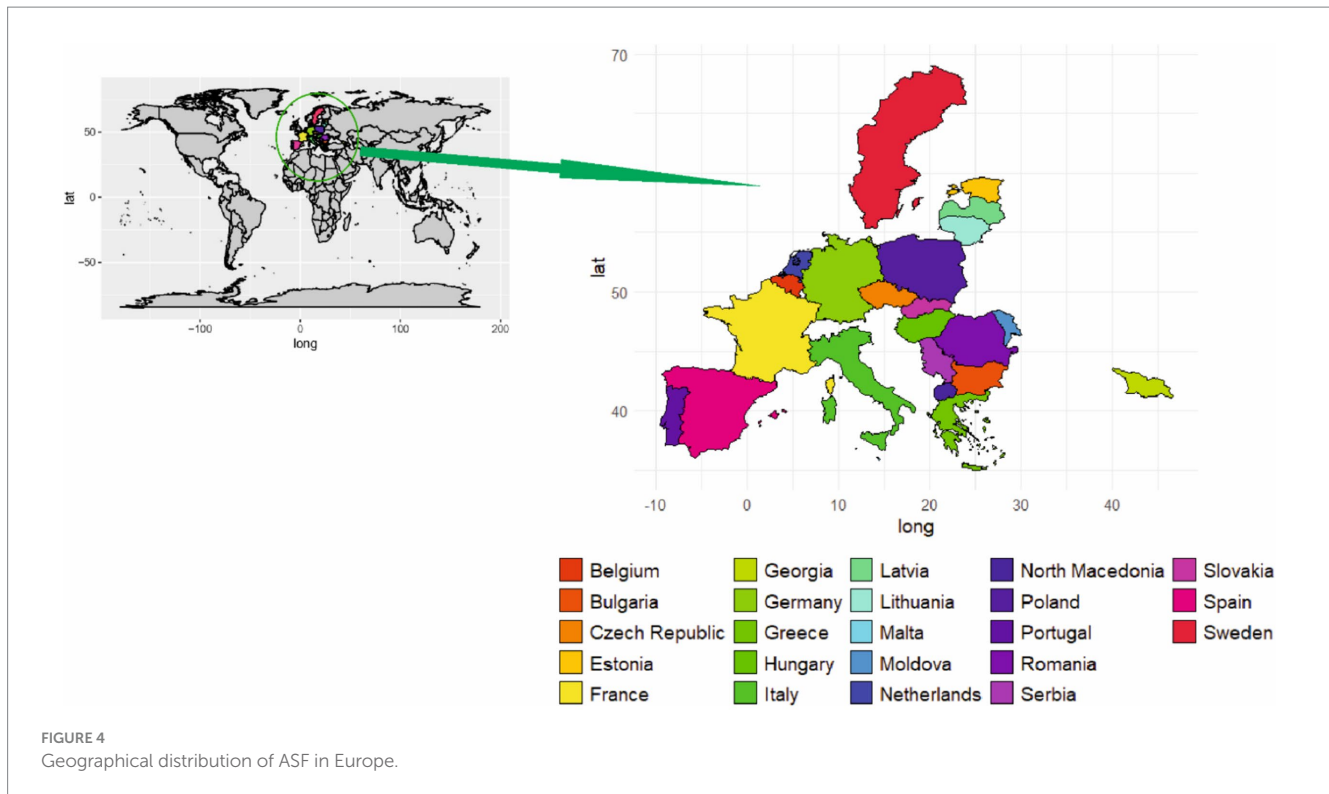 50
0
−50
lat
−100
0
100
200
long
70
50
40
lat
-10
0
10
20
30
40
long
Belgium
Bulgaria
Czech Republic
Estonia
France
Georgia
Germany
Greece
Hungary
Italy
Latvia
Lithuania
Malta
Moldova
Netherlands
North Macedonia
Poland
Portugal
Romania
Serbia
Slovakia
Spain
Sweden
FIGURE 4
Geographical distribution of ASF in Europe.